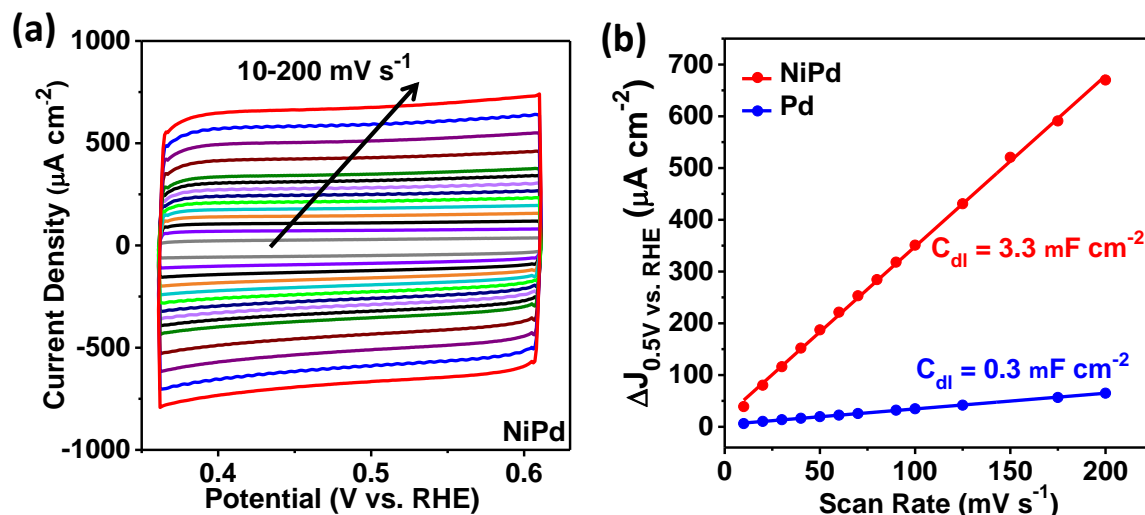 (a)
1000
500
0
-500
-1000
Current Density (μA cm⁻²)
10-200 mV s⁻¹
NiPd
0.4
0.5
0.6
Potential (V vs. RHE)
(b)
700
600
500
400
300
200
100
0
ΔJ0.5V vs. RHE (μA cm⁻²)
NiPd
Pd
Cdl = 3.3 mF cm⁻²
Cdl = 0.3 mF cm⁻²
0
50
100
150
200
Scan Rate (mV s⁻¹)